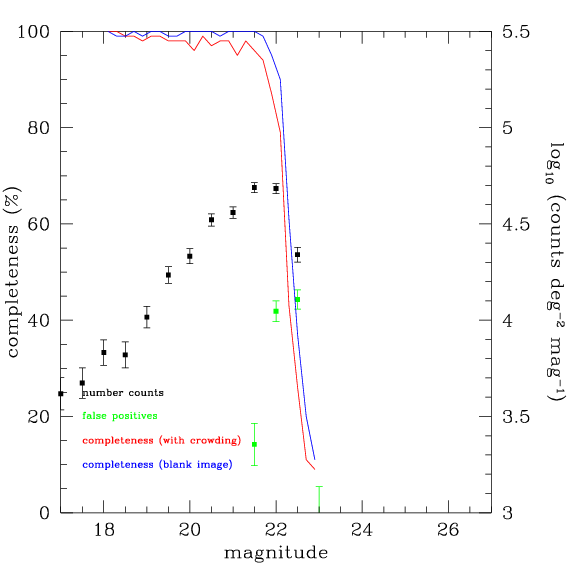 100
80
60
40
20
0
completeness (%)
5.5
5
4.5
4
3.5
3
log₁₀ (counts deg⁻² mag⁻¹)
number counts
false positives
completeness (with crowding)
completeness (blank image)
18 20 22 24 26
magnitude